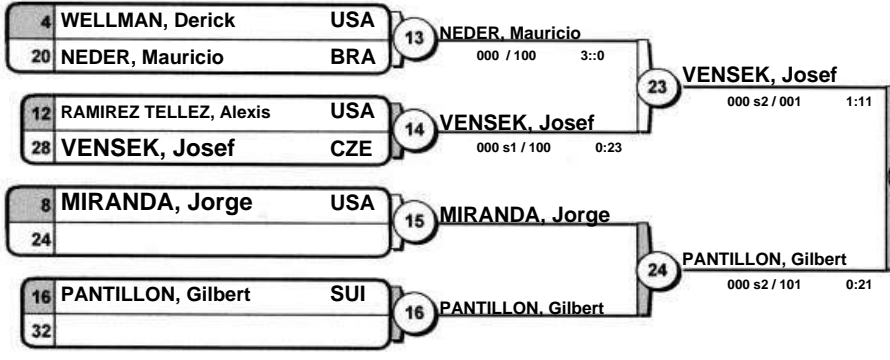 4 WELLMAN, Derick USA
20 NEDER, Mauricio BRA
13 NEDER, Mauricio
000 / 100 3::0
12 RAMIREZ TELLEZ, Alexis USA
28 VENSEK, Josef CZE
14 VENSEK, Josef
000 s1 / 100 0:23
23 VENSEK, Josef
000 s2 / 001 1:11
8 MIRANDA, Jorge USA
24
15 MIRANDA, Jorge
16 PANTILLON, Gilbert SUI
32
16 PANTILLON, Gilbert
24 PANTILLON, Gilbert
000 s2 / 101 0:21